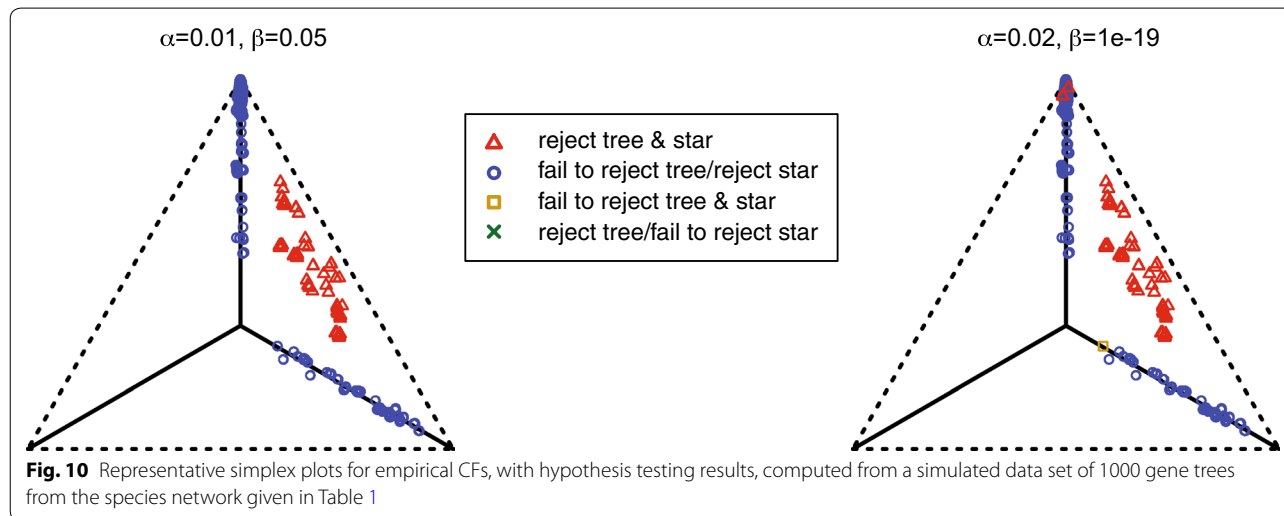 α=0.01, β=0.05
α=0.02, β=1e-19
reject tree & star
fail to reject tree/reject star
fail to reject tree & star
reject tree/fail to reject star
Fig. 10 Representative simplex plots for empirical CFs, with hypothesis testing results, computed from a simulated data set of 1000 gene trees
from the species network given in Table 1